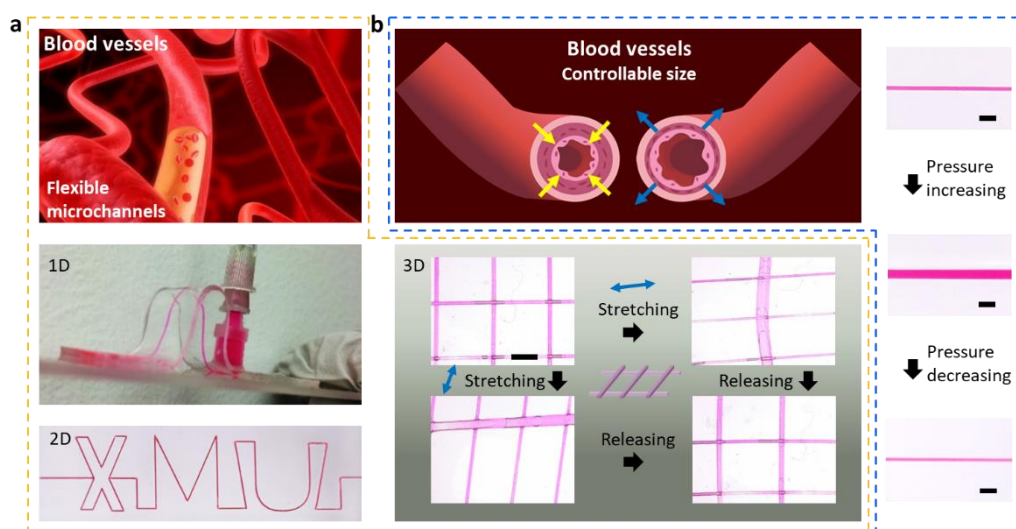 a
Blood vessels
Flexible
microchannels
1D
2D
XMU
b
Blood vessels
Controllable size
3D
Stretching
Stretching
Releasing
Releasing
Pressure
increasing
Pressure
decreasing